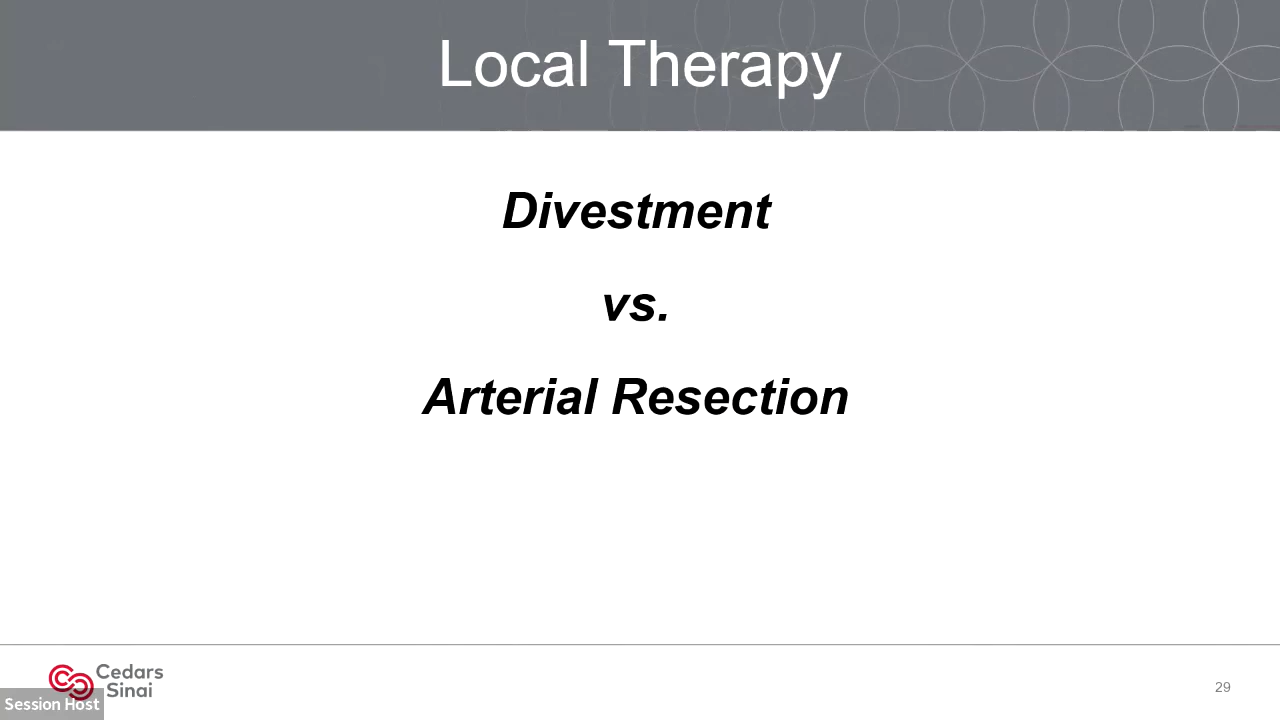 Local Therapy
Divestment
vs.
Arterial Resection
Cedars
Sinai
Session Host
29